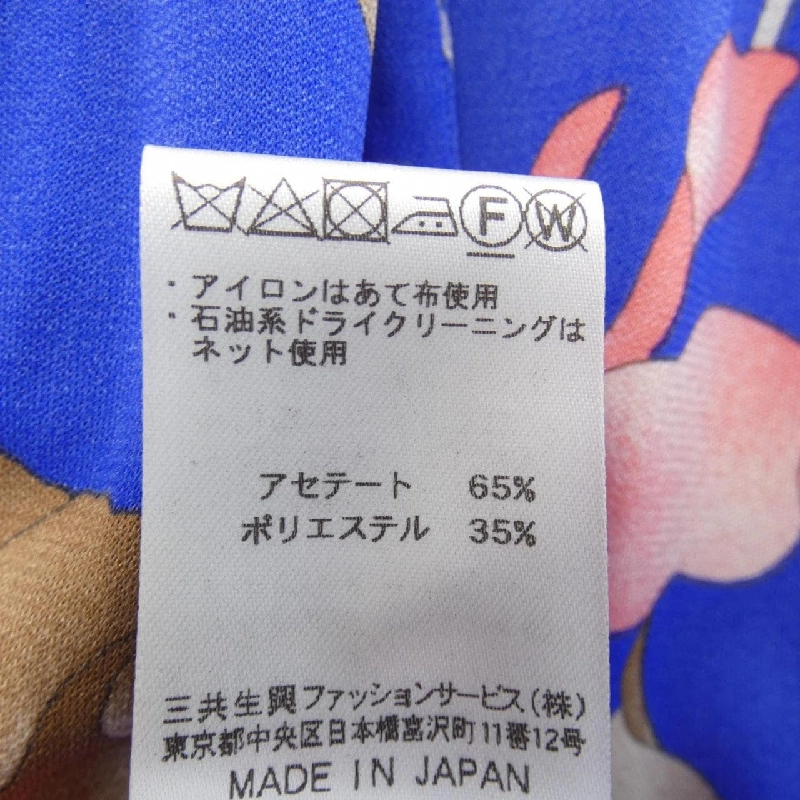 F W
・アイロンはあて布使用
・石油系ドライクリーニングは
ネット使用
アセテート 65%
ポリエステル 35%
三共生興ファッションサービス(株)
東京都中央区日本橋富沢町11番12号
MADE IN JAPAN